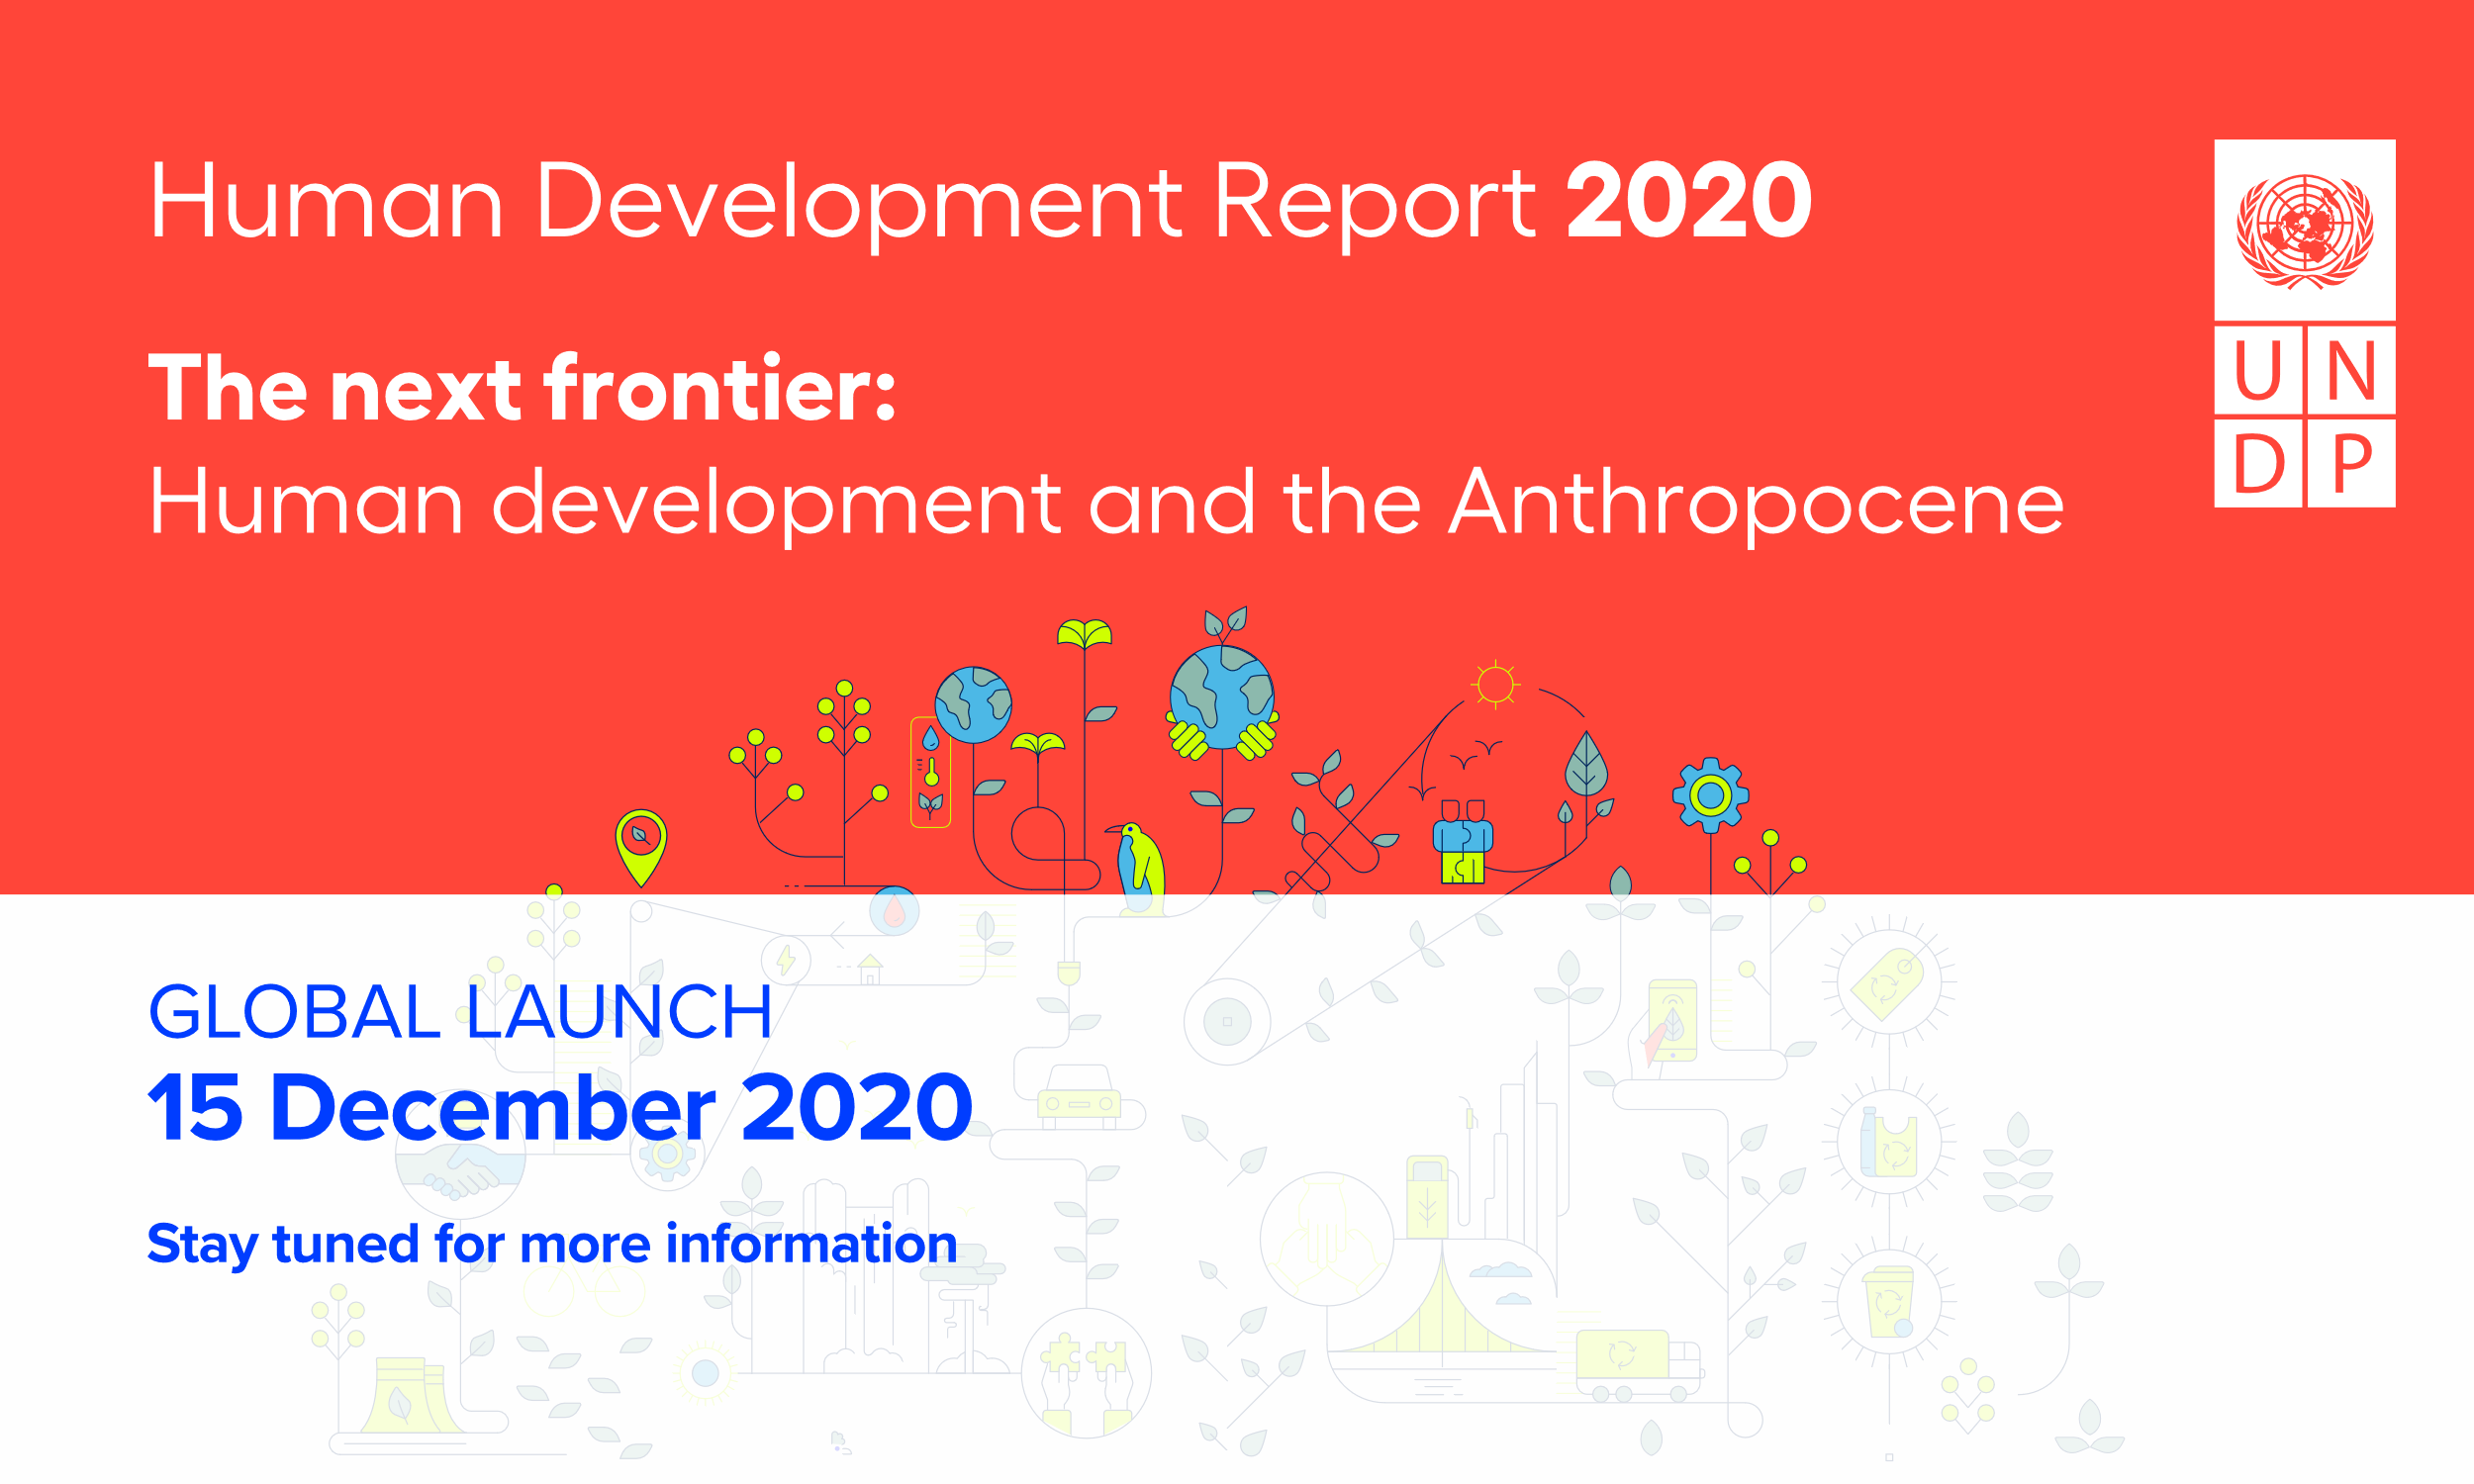 Human Development Report 2020
The next frontier:
Human development and the Anthropocene
U N
D P
GLOBAL LAUNCH
15 December 2020
Stay tuned for more information